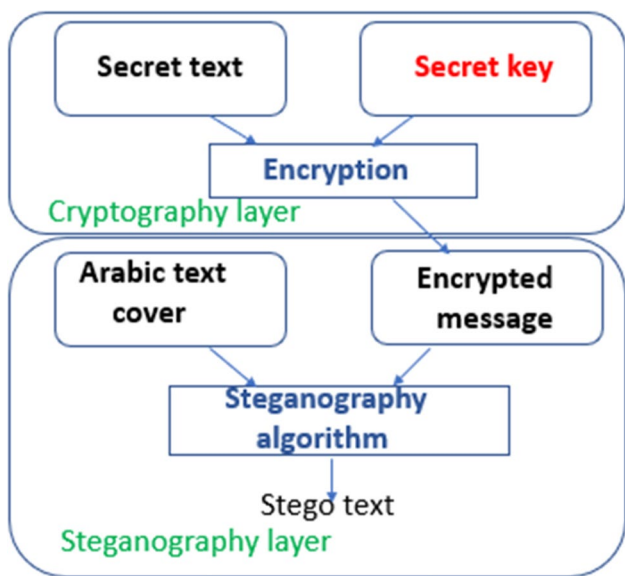 Secret text
Secret key
Encryption
Cryptography layer
Arabic text
cover
Encrypted
message
Steganography
algorithm
Stego text
Steganography layer